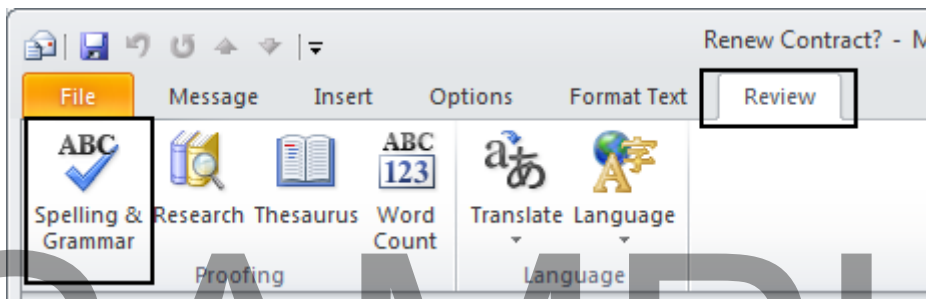 Renew Contract? - M
File Message Insert Options Format Text Review
ABC
ABC
123
Spelling & Grammar
Research
Thesaurus
Word Count
Translate
Language
Proofing
Language